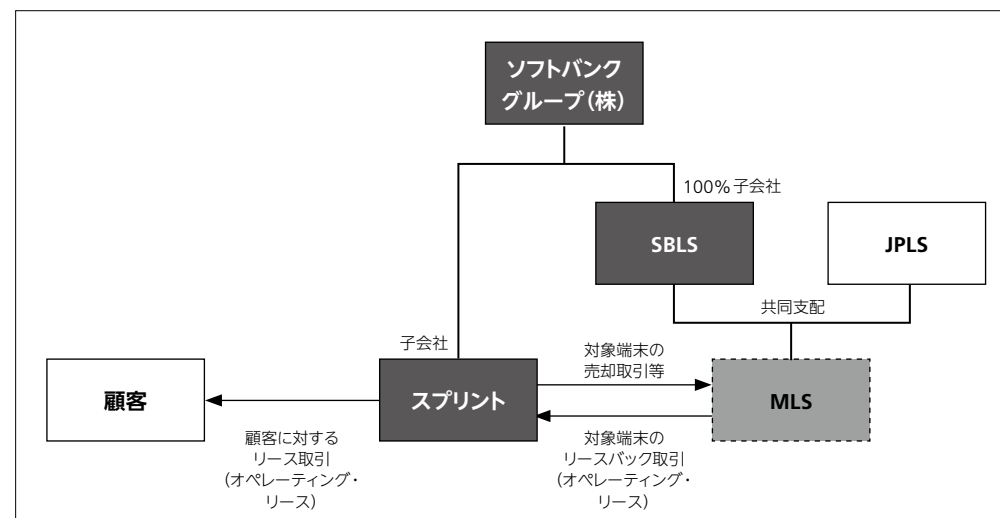 ソフトバンク
グループ（株）
100％子会社
SBLS
JPLS
共同支配
子会社
対象端末の
売却取引等
顧客
スプリント
MLS
顧客に対する
リース取引
（オペレーティング・
リース）
対象端末の
リースバック取引
（オペレーティング・
リース）